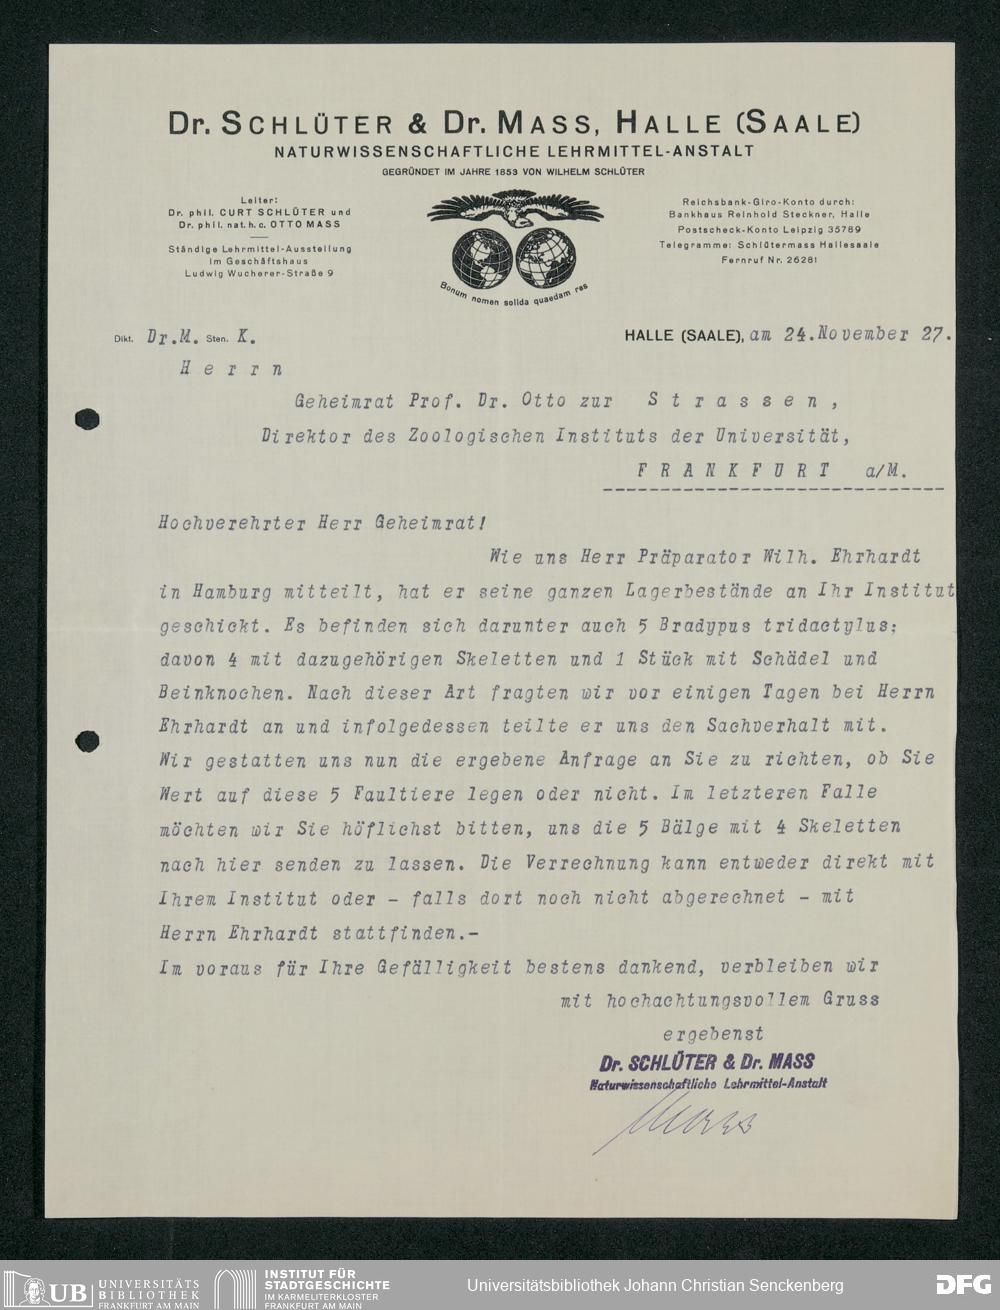 Dr. SCHLÜTER & Dr. MASS, HALLE (SAALE)
NATURWISSENSCHAFTLICHE LEHRMITTEL-ANSTALT
GEGRÜNDET IM JAHRE 1853 VON WILHELM SCHLÜTER
Leiter:
Dr. phil. CURT SCHLÜTER und
Dr. phil. nat. h. c. OTTO MASS
Ständige Lehrmittel-Ausstellung
im Geschäftshaus
Ludwig Wucherer-Straße 9
Bonum nomen solida quaedam res
Reichsbank-Giro-Konto durch:
Bankhaus Reinhold Steckner, Halle
Postscheck-Konto Leipzig 35769
Telegramme: Schlütermass Hallesaale
Fernruf Nr. 26281
Dikt. Dr.M. Sten. K.
HALLE (SAALE), am 24.November 27.
H e r r n
Geheimrat Prof. Dr. Otto zur S t r a s s e n ,
Direktor des Zoologischen Instituts der Universität,
F R A N K F U R T a/M.
Hochverehrter Herr Geheimrat!
Wie uns Herr Präparator Wilh. Ehrhardt
in Hamburg mitteilt, hat er seine ganzen Lagerbestände an Ihr Institut
geschickt. Es befinden sich darunter auch 5 Bradypus tridactylus;
davon 4 mit dazugehörigen Skeletten und 1 Stück mit Schädel und
Beinknochen. Nach dieser Art fragten wir vor einigen Tagen bei Herrn
Ehrhardt an und infolgedessen teilte er uns den Sachverhalt mit.
Wir gestatten uns nun die ergebene Anfrage an Sie zu richten, ob Sie
Wert auf diese 5 Faultiere legen oder nicht. Im letzteren Falle
möchten wir Sie höflichst bitten, uns die 5 Bälge mit 4 Skeletten
nach hier senden zu lassen. Die Verrechnung kann entweder direkt mit
Ihrem Institut oder - falls dort noch nicht abgerechnet - mit
Herrn Ehrhardt stattfinden.-
Im voraus für Ihre Gefälligkeit bestens dankend, verbleiben wir
mit hochachtungsvollem Gruss
ergebenst
Dr. SCHLÜTER & Dr. MASS
Naturwissenschaftliche Lehrmittel-Anstalt
Mass
UB UNIVERSITÄTS
BIBLIOTHEK
FRANKFURT AM MAIN
INSTITUT FÜR
STADTGESCHICHTE
IM KARMELITERKLOSTER
FRANKFURT AM MAIN
Universitätsbibliothek Johann Christian Senckenberg
DFG